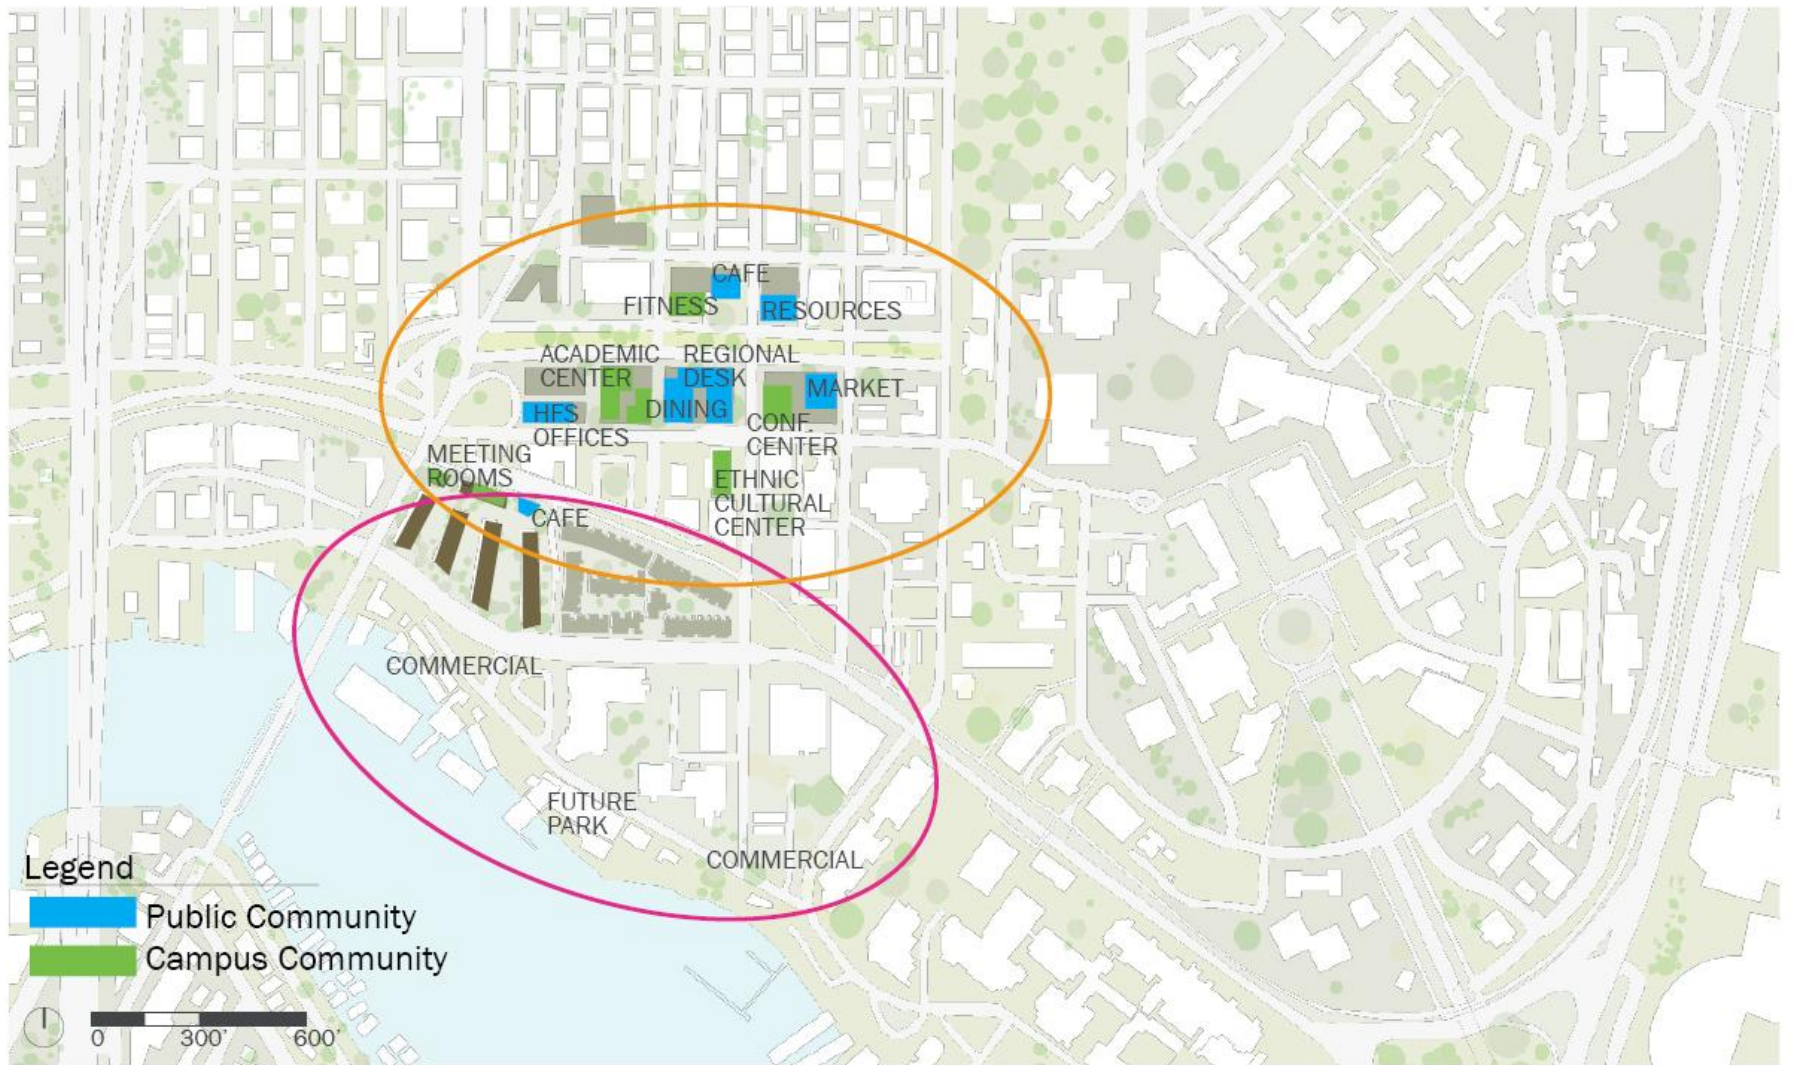 CAFE
FITNESS
RESOURCES
ACADEMIC
CENTER
REGIONAL
DESK
DINING
MARKET
HFS
OFFICES
CONF.
CENTER
MEETING
ROOMS
ETHNIC
CULTURAL
CENTER
CAFE
COMMERCIAL
FUTURE
PARK
COMMERCIAL
Legend
Public Community
Campus Community
0 300' 600'